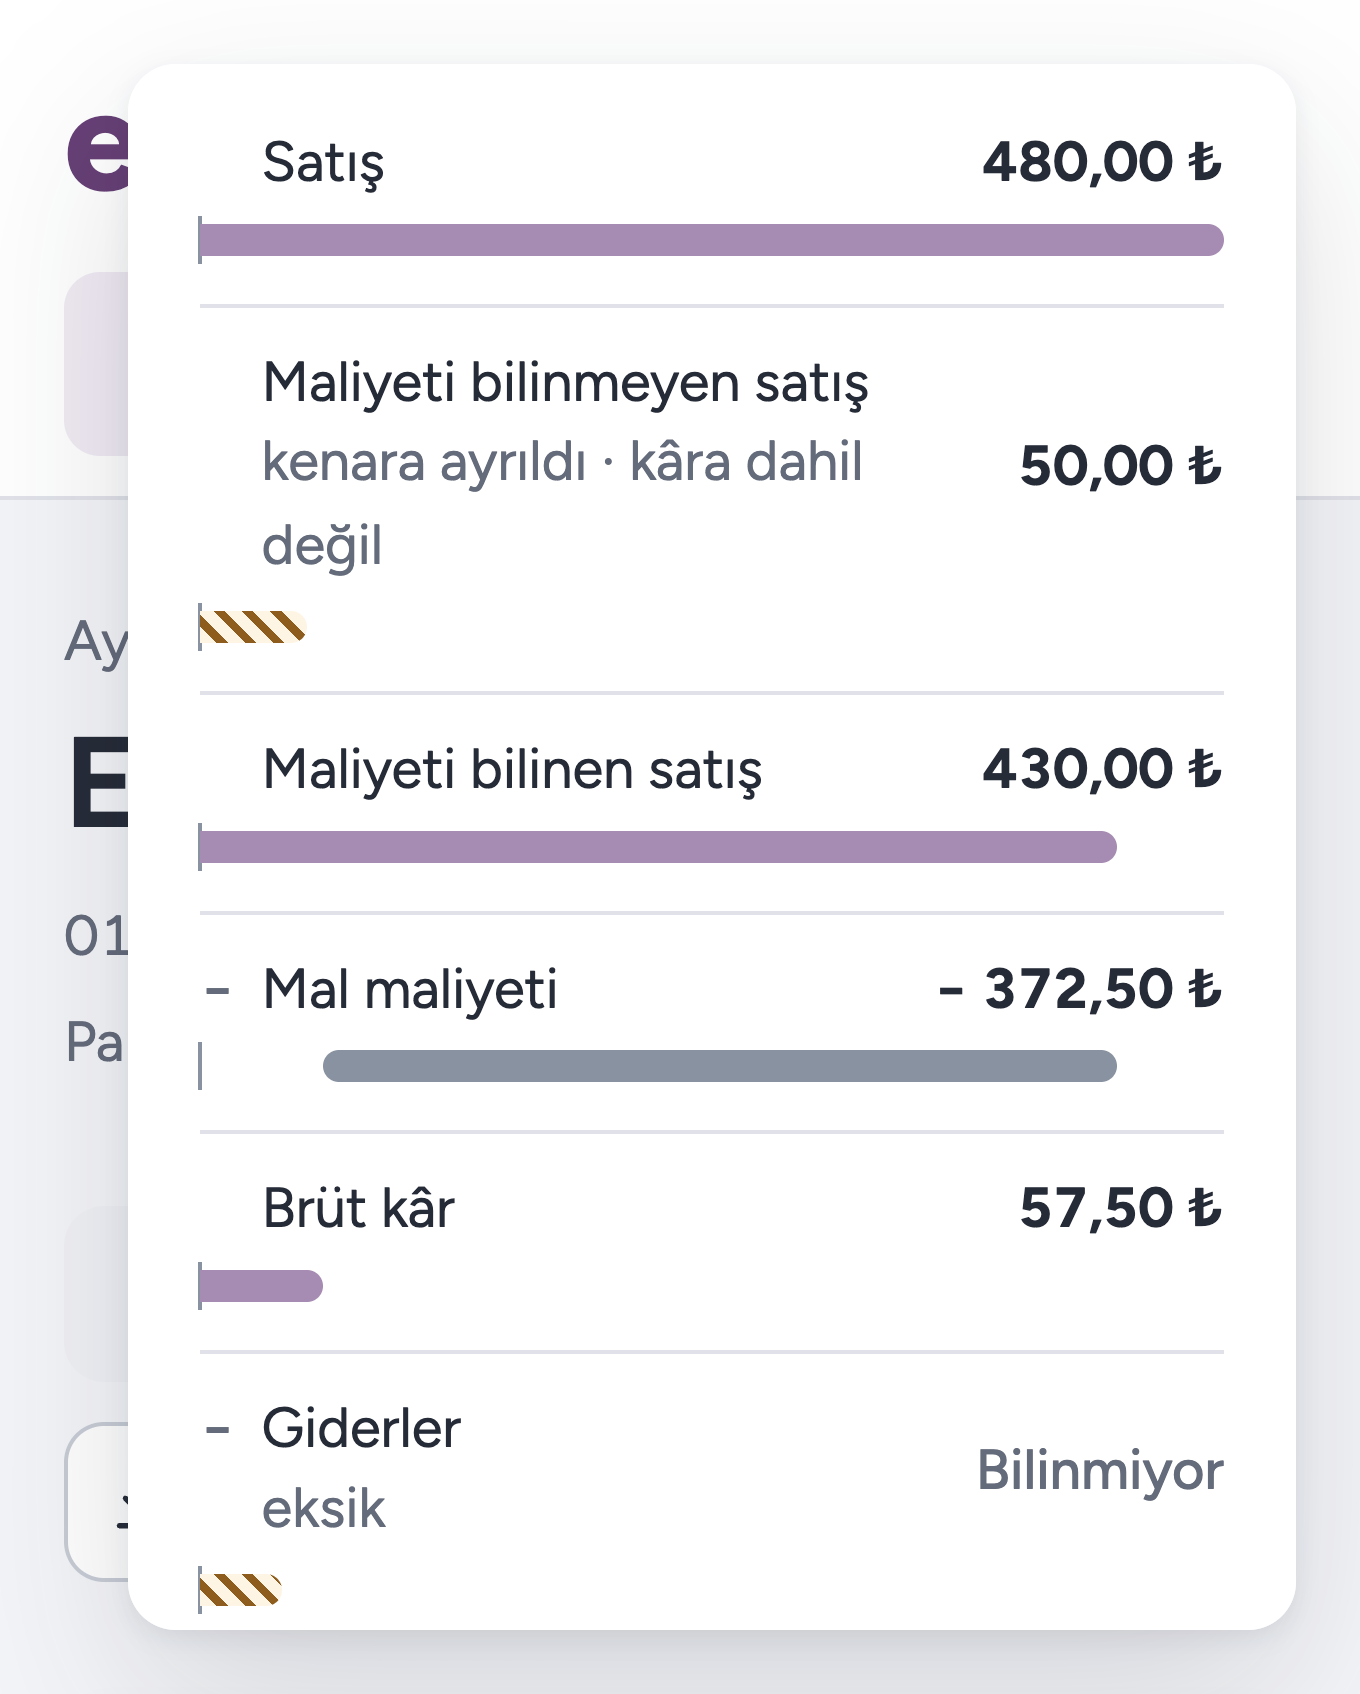 Satış 480,00 ₺
Maliyeti bilinmeyen satış
kenara ayrıldı · kâra dahil
değil
50,00 ₺
Maliyeti bilinen satış 430,00 ₺
− Mal maliyeti − 372,50 ₺
Brüt kâr 57,50 ₺
− Giderler
eksik
Bilinmiyor